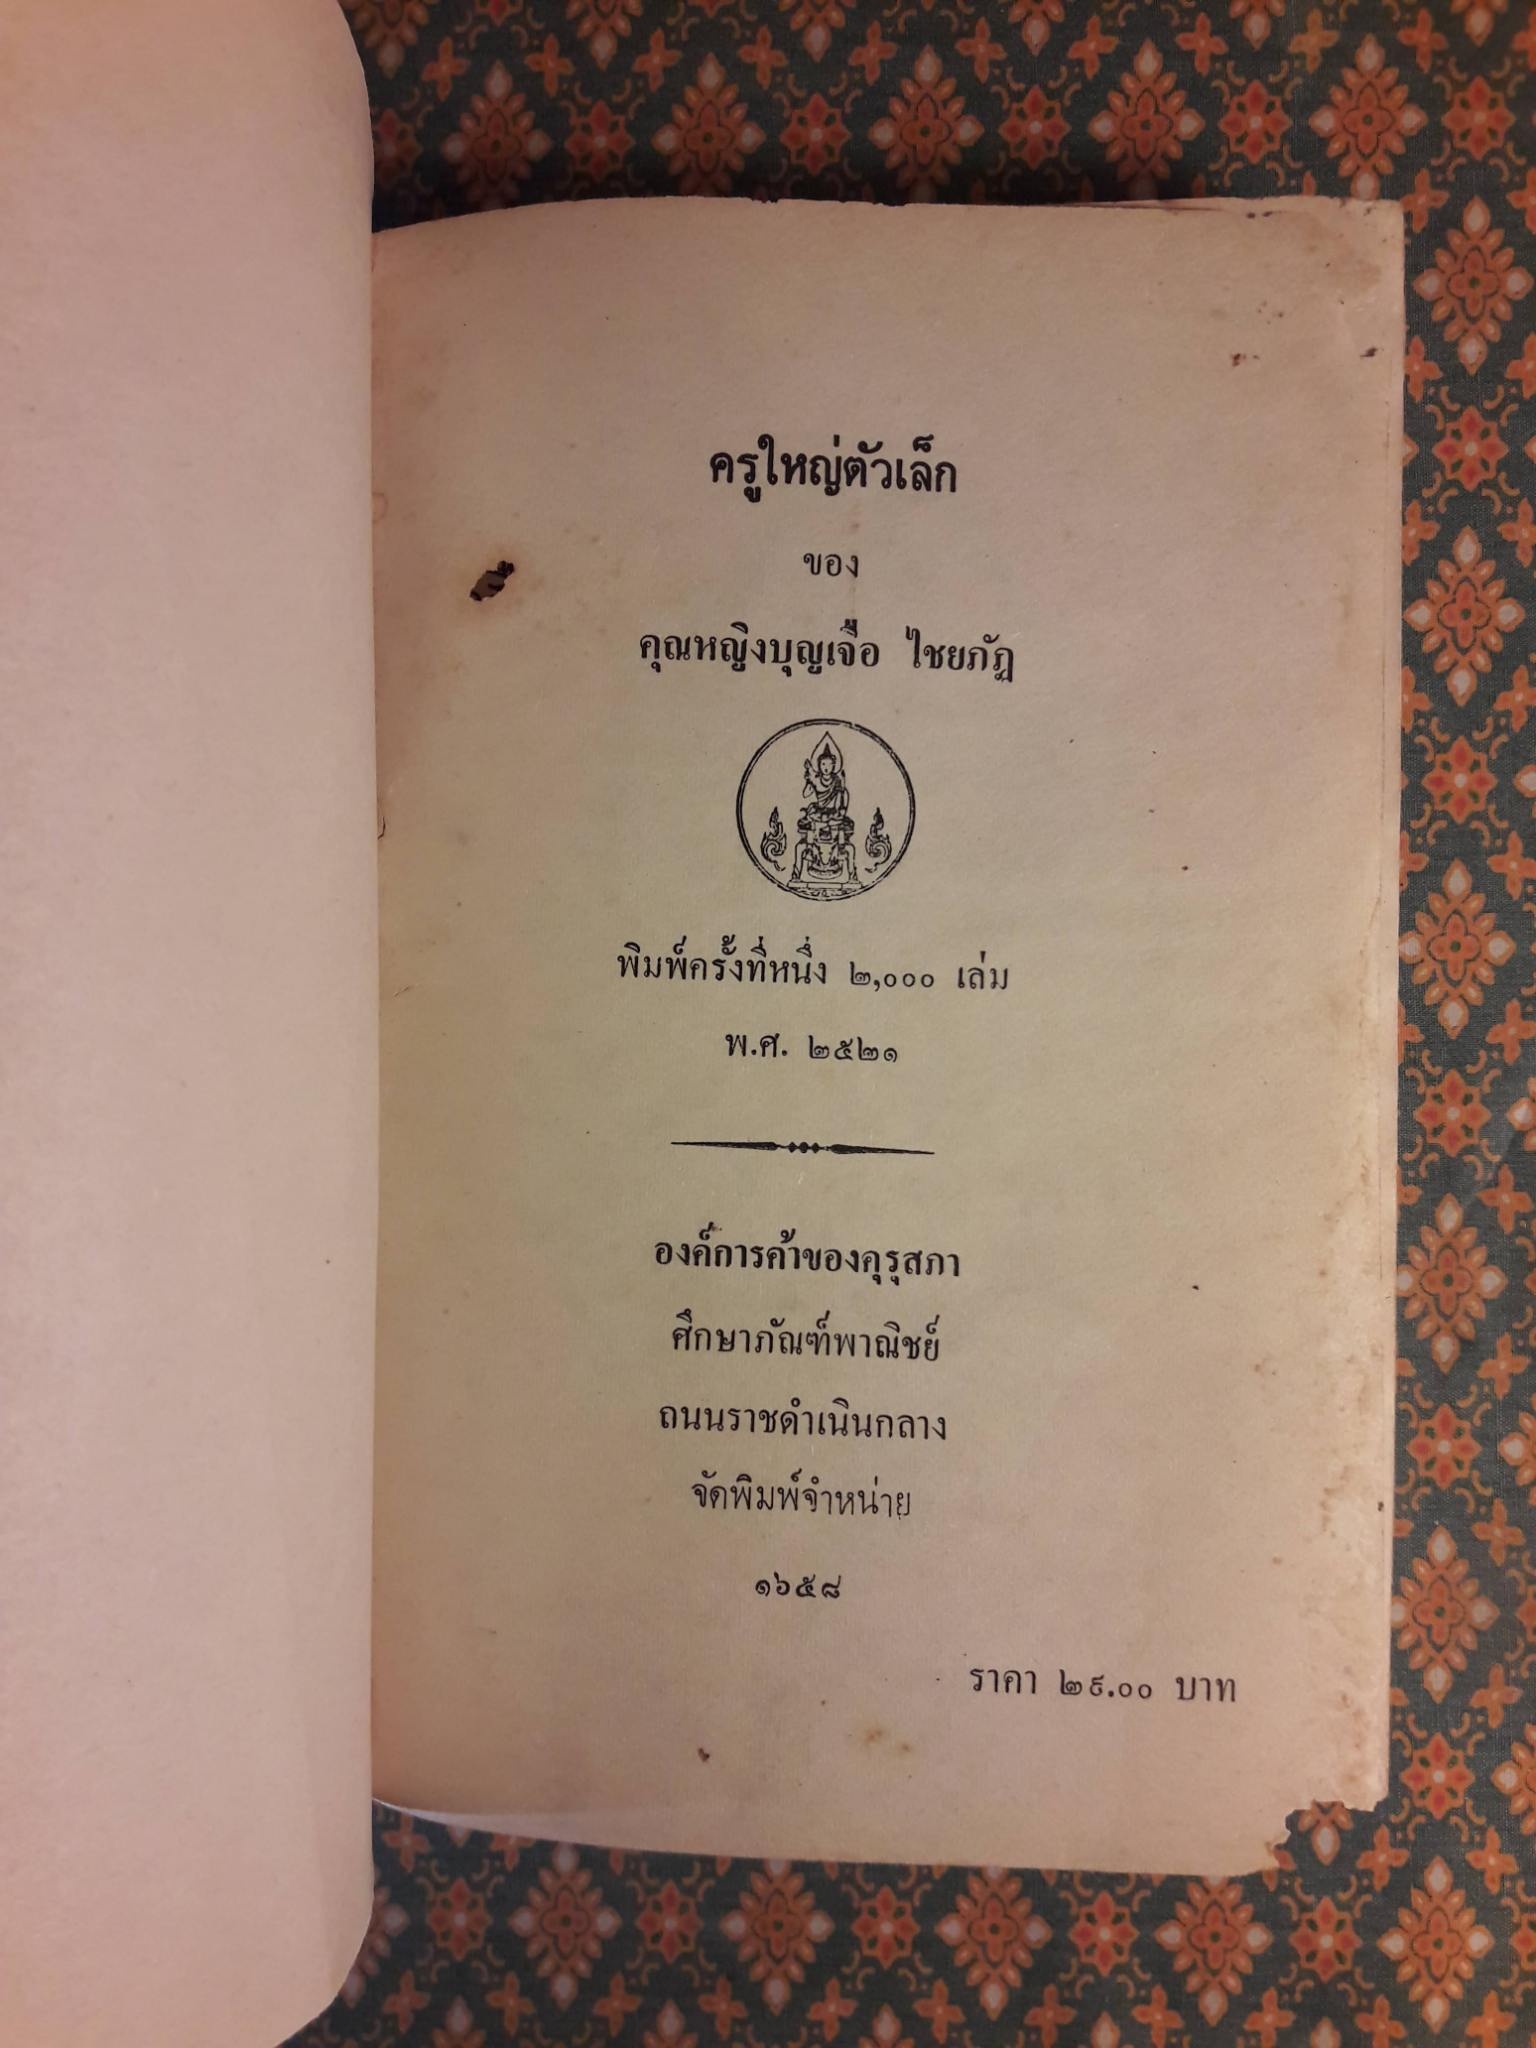 ครูใหญ่ตัวเล็ก
ของ
คุณหญิงบุญเจือ ไชยภัฏ
พิมพ์ครั้งที่หนึ่ง ๒,๐๐๐ เล่ม
พ.ศ. ๒๕๒๑
องค์การค้าของคุรุสภา
ศึกษาภัณฑ์พาณิชย์
ถนนราชดำเนินกลาง
จัดพิมพ์จำหน่าย
๑๖๕๘
ราคา ๒๙.๐๐ บาท